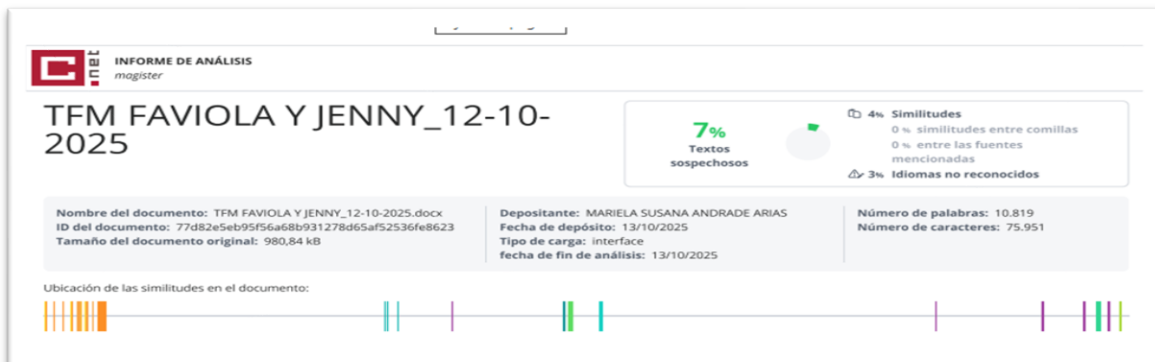 C .net
INFORME DE ANÁLISIS
magister
TFM FAVIOLA Y JENNY_12-10-
2025
7%
Textos
sospechosos
4% Similitudes
0 % similitudes entre comillas
0 % entre las fuentes
mencionadas
3% Idiomas no reconocidos
Nombre del documento: TFM FAVIOLA Y JENNY_12-10-2025.docx
ID del documento: 77d82e5eb95f56a68b931278d65af52536fe8623
Tamaño del documento original: 980,84 kB
Depositante: MARIELA SUSANA ANDRADE ARIAS
Fecha de depósito: 13/10/2025
Tipo de carga: interface
fecha de fin de análisis: 13/10/2025
Número de palabras: 10.819
Número de caracteres: 75.951
Ubicación de las similitudes en el documento: